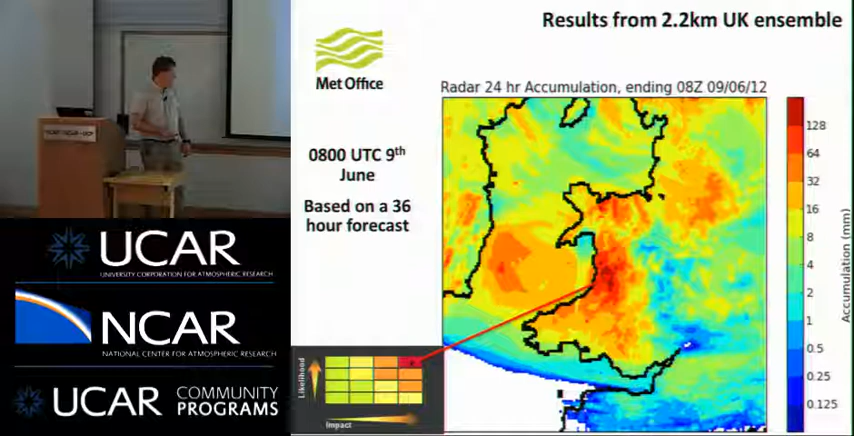 Results from 2.2km UK ensemble
Met Office
Radar 24 hr Accumulation, ending 08Z 09/06/12
0800 UTC 9th
June
Based on a 36
hour forecast
128
64
32
16
8
4
2
1
0.5
0.25
0.125
Accumulation (mm)
Likelihood
Impact
UCAR
UNIVERSITY CORPORATION FOR ATMOSPHERIC RESEARCH
NCAR
NATIONAL CENTER FOR ATMOSPHERIC RESEARCH
UCAR COMMUNITY
PROGRAMS